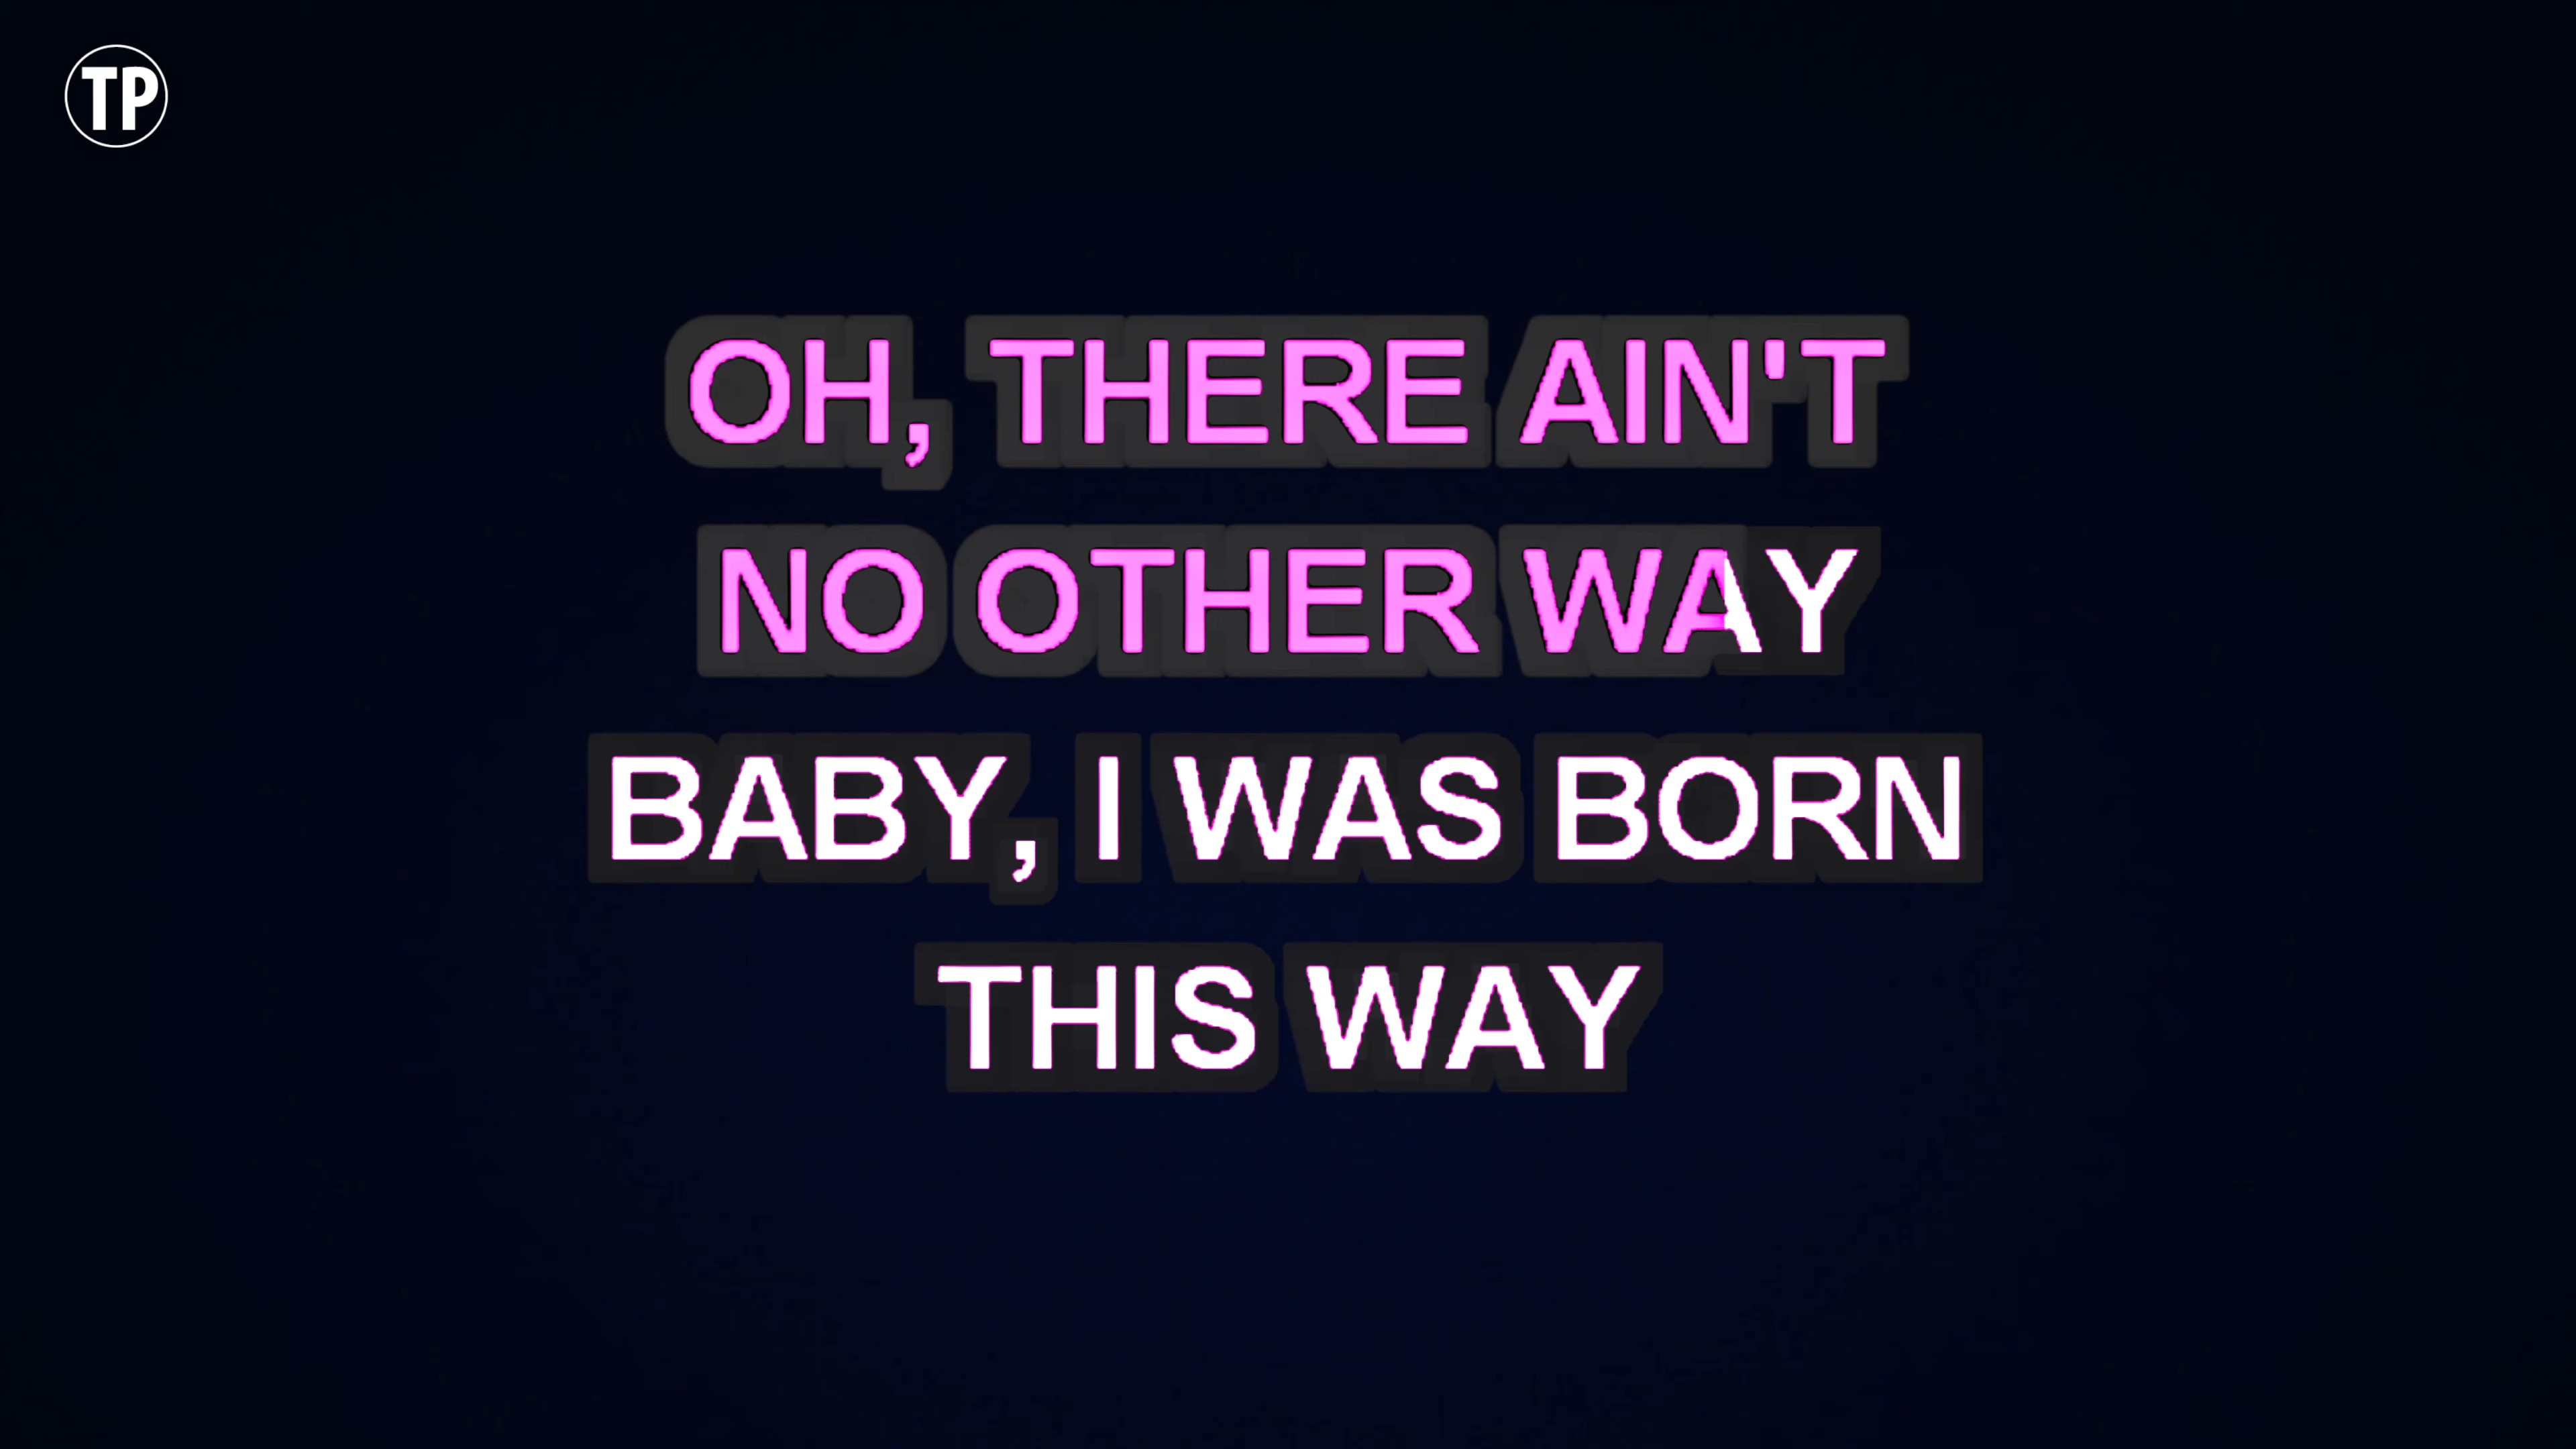 TP
OH, THERE AIN'T
NO OTHER WAY
BABY, I WAS BORN
THIS WAY